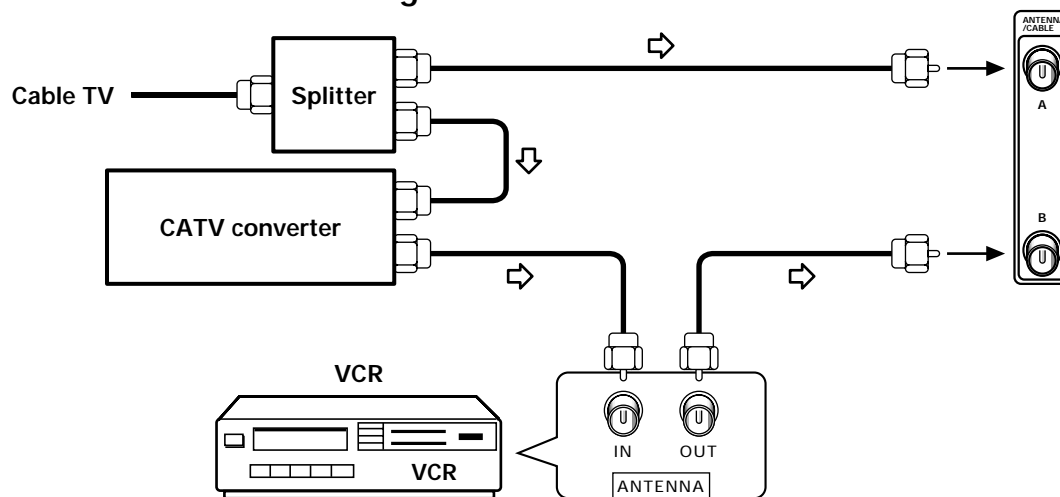 g
ANTENNA
/CABLE
Cable TV
Splitter
A
CATV converter
B
VCR
VCR
IN
OUT
ANTENNA